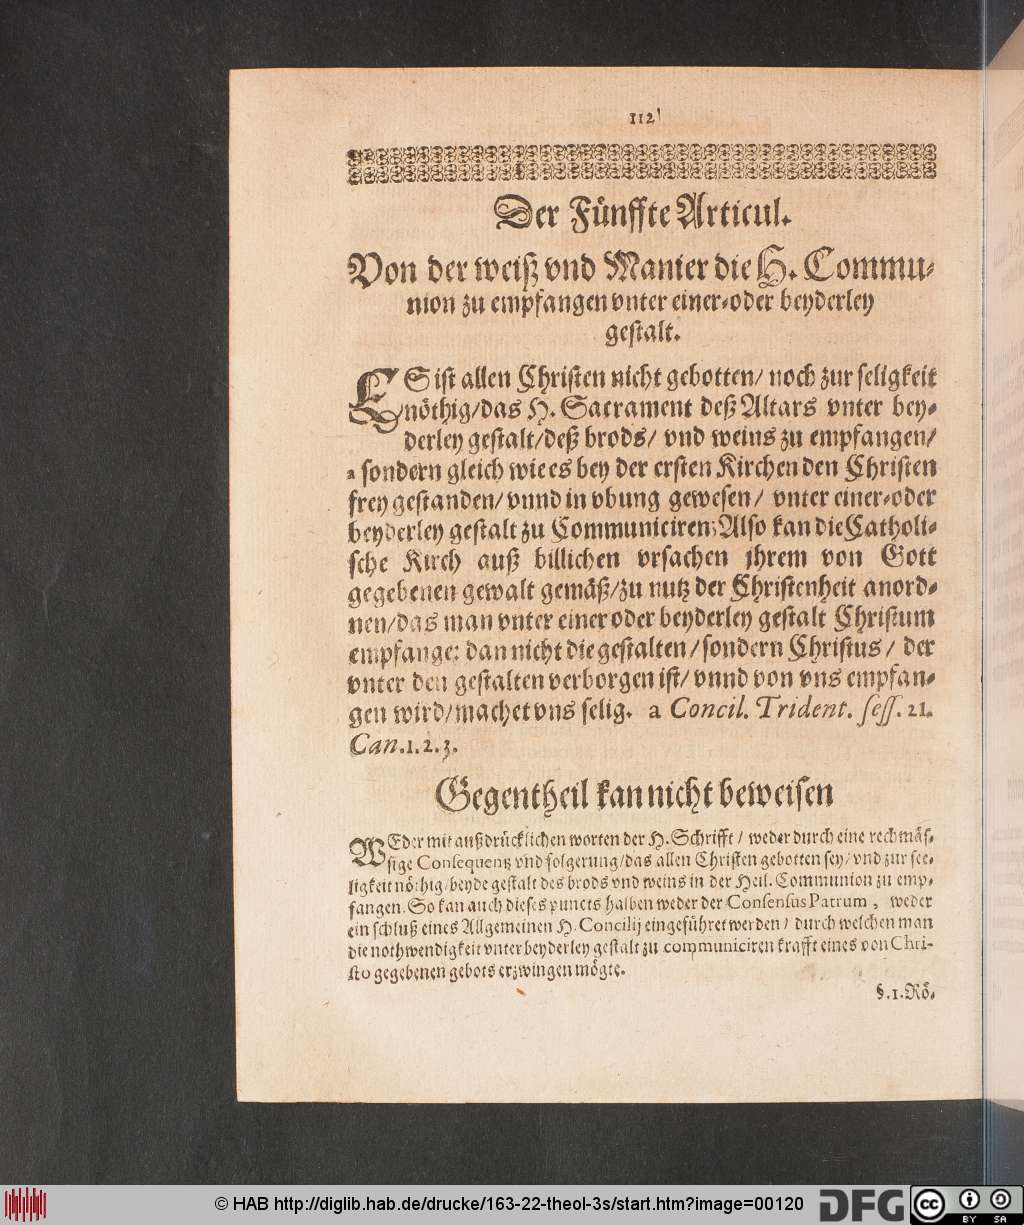 112
Der Fünffte Articul.
Von der weiß vnd Manier die H. Commu-
nion zu empfangen vnter einer-oder beyderley
gestalt.
ES ist allen Christen nicht gebotten/ noch zur seligkeit
nöthig/das H. Sacrament deß Altars vnter bey-
derley gestalt/deß brods/ vnd weins zu empfangen/
a sondern gleich wie es bey der ersten Kirchen den Christen
frey gestanden/ vnnd in vbung gewesen/ vnter einer-oder
beyderley gestalt zu Communiciren; Also kan die Catholi-
sche Kirch auß billichen vrsachen jhrem von Gott
gegebenen gewalt gemäß/zu nutz der Christenheit anord-
nen/das man vnter einer oder beyderley gestalt Christum
empfange: dan nicht die gestalten/sondern Christus/ der
vnter den gestalten verborgen ist/ vnnd von vns empfan-
gen wird/machet vns selig. a Concil. Trident. sess. 21.
Can. 1. 2. 3.
Gegentheil kan nicht beweisen
WEder mit außdrücklichen worten der H. Schrifft/ weder durch eine rechmäs-
sige Consequentz vnd folgerung/das allen Christen gebotten sey/ vnd zur see-
ligkeit nöthig/beyde gestalt des brods vnd weins in der Heil. Communion zu emp-
fangen. So kan auch dieses puncts halben weder der Consensus Patrum, weder
ein schluß eines Allgemeinen H. Concilij eingeführet werden/ durch welchen man
die nothwendigkeit vnter beyderley gestalt zu communiciren krafft eines von Chri-
sto gegebenen gebots erzwingen mögte.
§. 1. Rö-
© HAB http://diglib.hab.de/drucke/163-22-theol-3s/start.htm?image=00120
DFG
cc BY SA